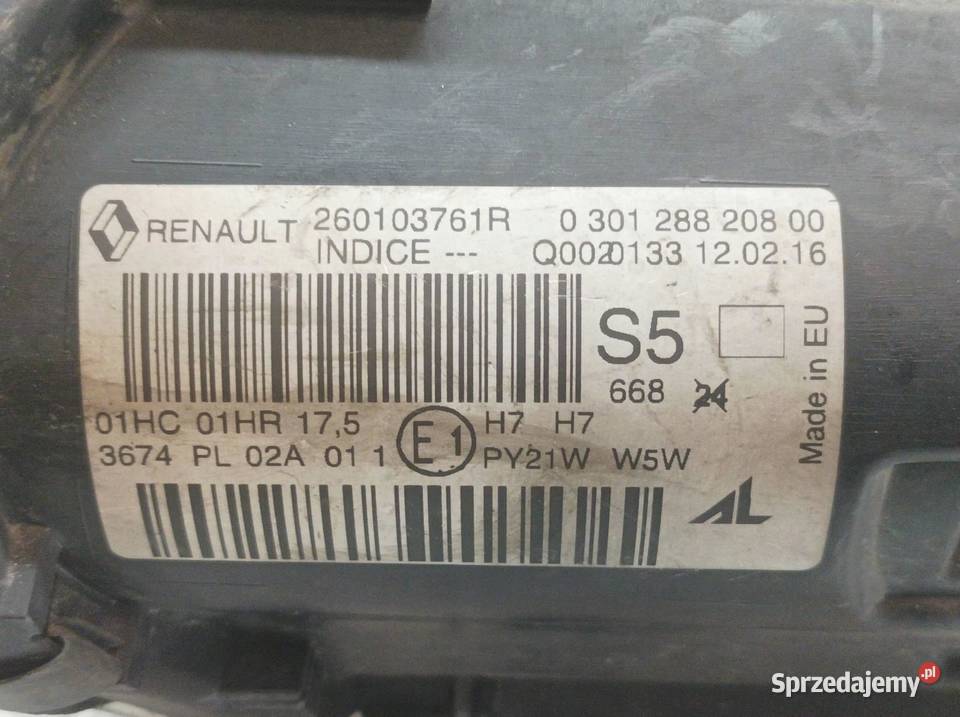 RENAULT 260103761R 0 301 288 208 00
INDICE --- Q0020133 12.02.16
S5
668 24
Made in EU
01HC 01HR 17,5 E1 H7 H7
3674 PL 02A 01 1 PY21W W5W
AL
Sprzedajemy.pl